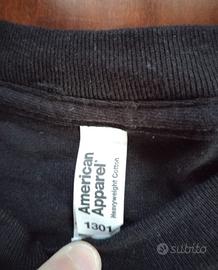 American
Apparel
Heavyweight Cotton
1301
subito